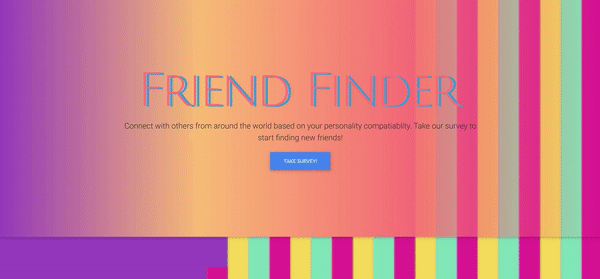 Friend Finder
Connect with others from around the world based on your personality compatiablity. Take our survey to
start finding new friends!
TAKE SURVEY!